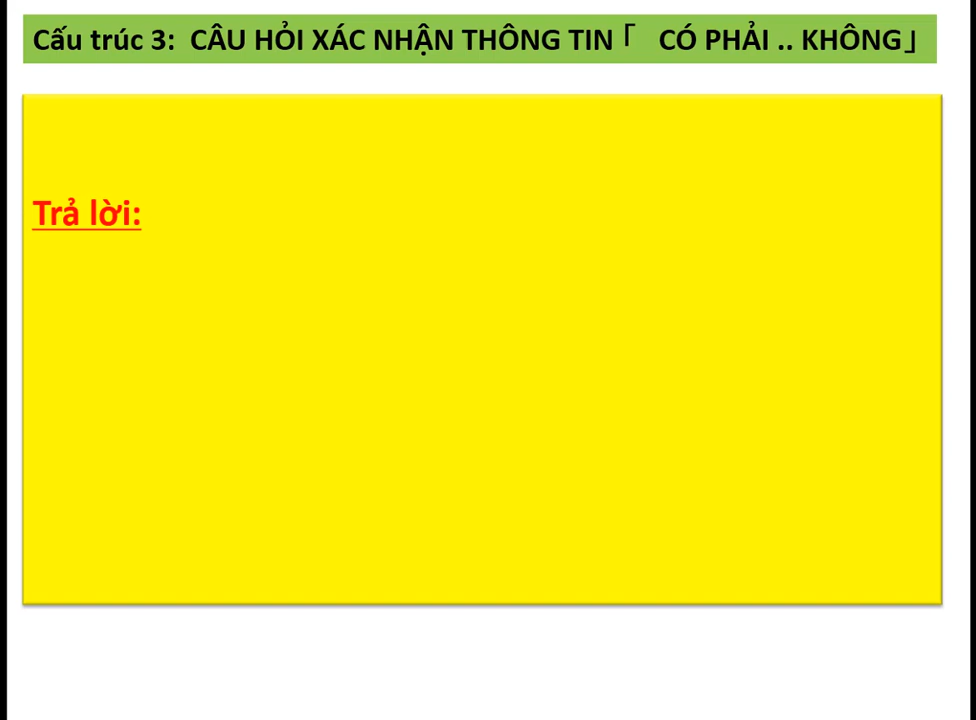 Cấu trúc 3: CÂU HỎI XÁC NHẬN THÔNG TIN「 CÓ PHẢI .. KHÔNG」
Trả lời: